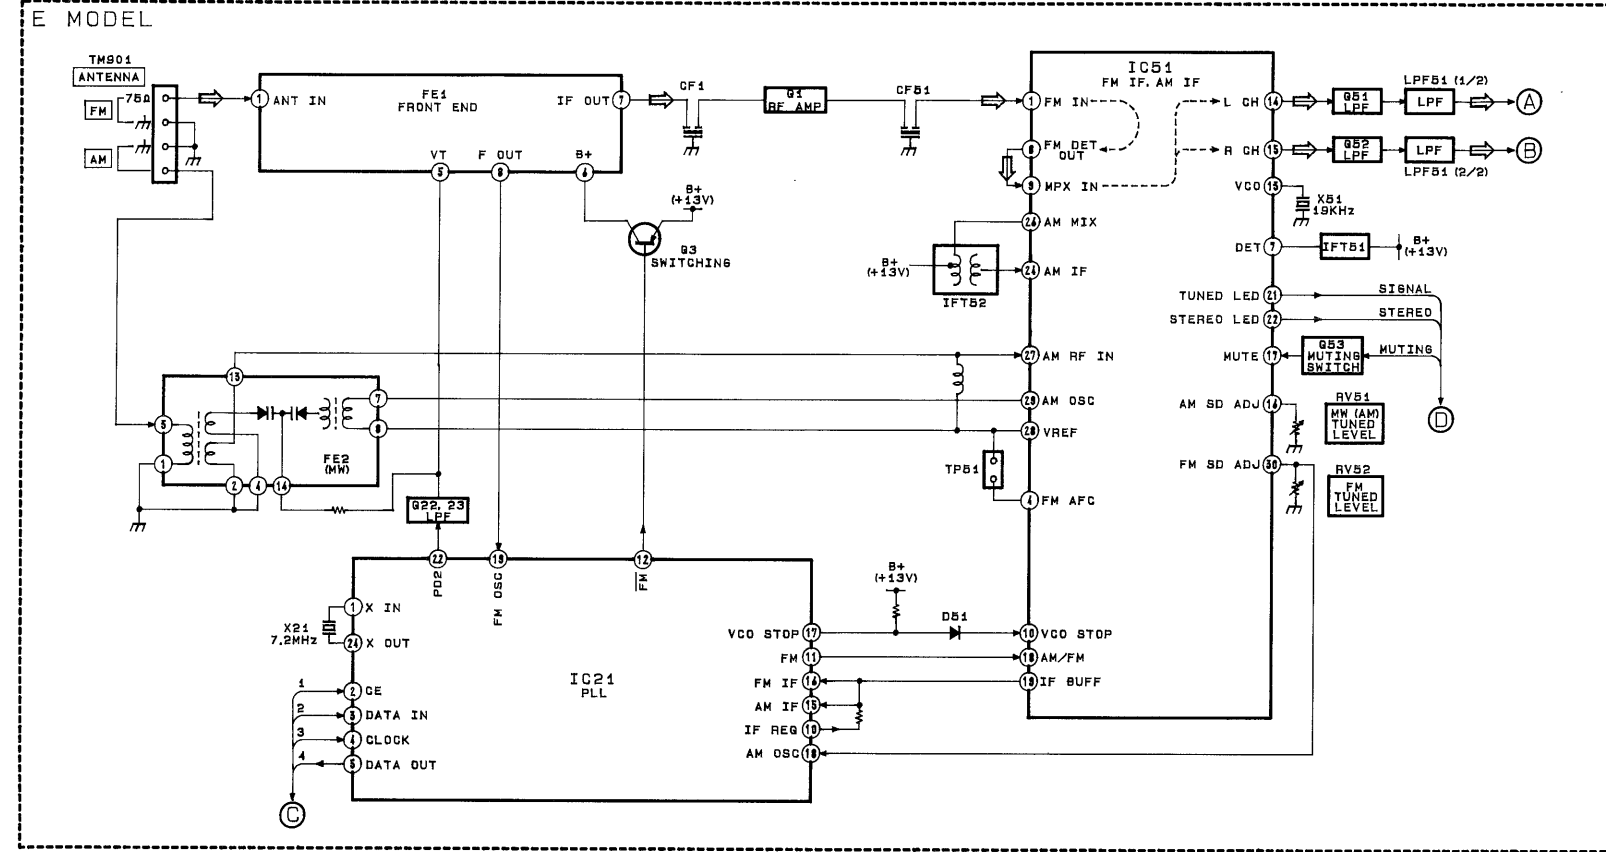 E MODEL
TM901
ANTENNA
FM
75Ω
AM
1 ANT IN
FE1
FRONT END
IF OUT 7
VT
5
F OUT
8
B+
6
CF1
Q1
RF AMP
CF51
B+
(+13V)
Q3
SWITCHING
IC51
FM IF, AM IF
1 FM IN
FM DET
OUT
9 MPX IN
26 AM MIX
24 AM IF
B+
(+13V)
IFT52
27 AM RF IN
AM OSC
28 VREF
TP51
4 FM AFC
10 VCO STOP
18 AM/FM
19 IF BUFF
L CH 14
R CH 15
VCO
DET 7
TUNED LED 21
STEREO LED 22
MUTE 17
AM SD ADJ 16
FM SD ADJ 30
Q51
LPF
LPF51 (1/2)
LPF
A
Q52
LPF
LPF
LPF51 (2/2)
B
X51
19KHz
IFT51
B+
(+13V)
SIGNAL
STEREO
Q53
MUTING
SWITCH
MUTING
D
RV51
MW (AM)
TUNED
LEVEL
RV52
FM
TUNED
LEVEL
13
5
1
7
8
FE2
(MW)
2
4
14
Q22, 23
LPF
22
PD2
19
FM OSC
12
FM
IC21
PLL
1 X IN
24 X OUT
X21
7.2MHz
1
2 CE
2
3 DATA IN
3
4 CLOCK
4
5 DATA OUT
C
VCO STOP 17
FM 11
FM IF 16
AM IF 15
IF REQ 10
AM OSC 18
B+
(+13V)
D51